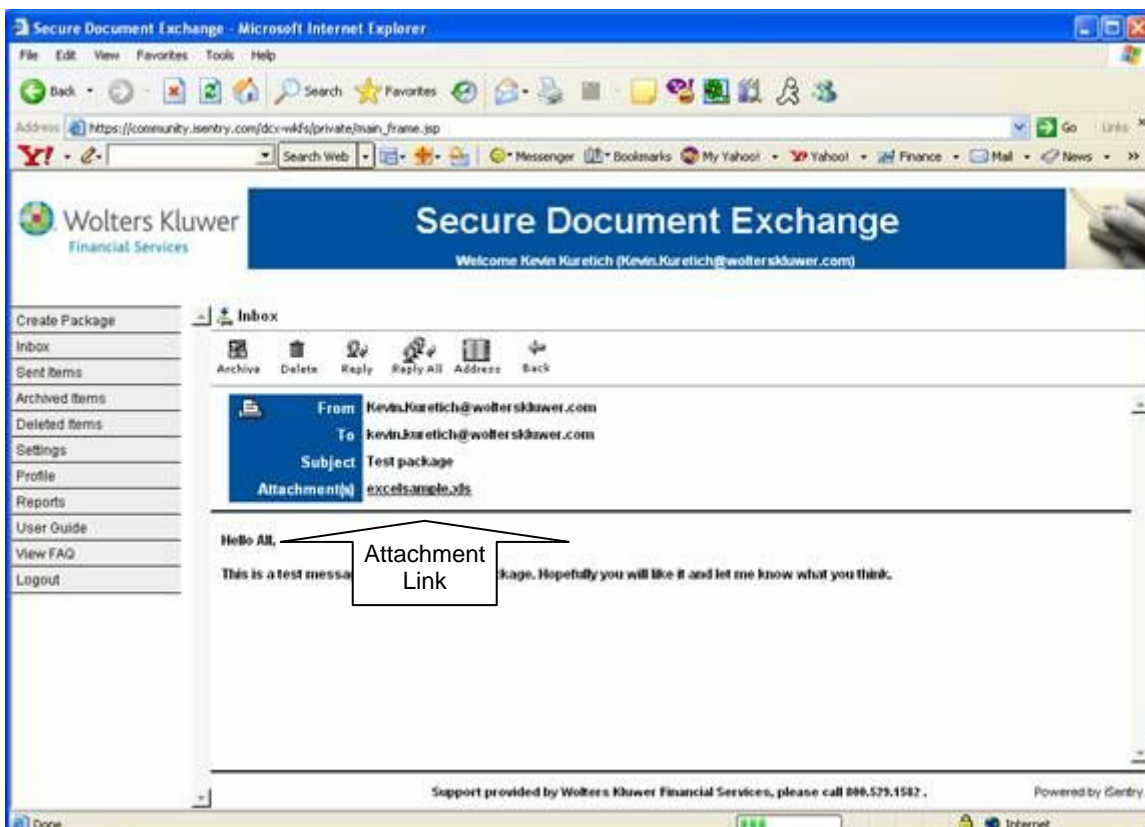 Secure Document Exchange - Microsoft Internet Explorer
File Edit View Favorites Tools Help
Back Search Favorites
Address https://community.isentry.com/dcx-wkfs/private/main_frame.jsp Go Links
Y! Search Web Messenger Bookmarks My Yahoo! Yahoo! Finance Mail News
Wolters Kluwer
Financial Services
Secure Document Exchange
Welcome Kevin Kuretich (Kevin.Kuretich@wolterskluwer.com)
Create Package
Inbox
Sent Items
Archived Items
Deleted Items
Settings
Profile
Reports
User Guide
View FAQ
Logout
Inbox
Archive Delete Reply Reply All Address Back
From Kevin.Kuretich@wolterskluwer.com
To kevin.kuretich@wolterskluwer.com
Subject Test package
Attachment(s) excelsample.xls
Hello All,
This is a test messa kage. Hopefully you will like it and let me know what you think.
Attachment
Link
Support provided by Wolters Kluwer Financial Services, please call 800.529.1582 .
Powered by iSentry
Done Internet